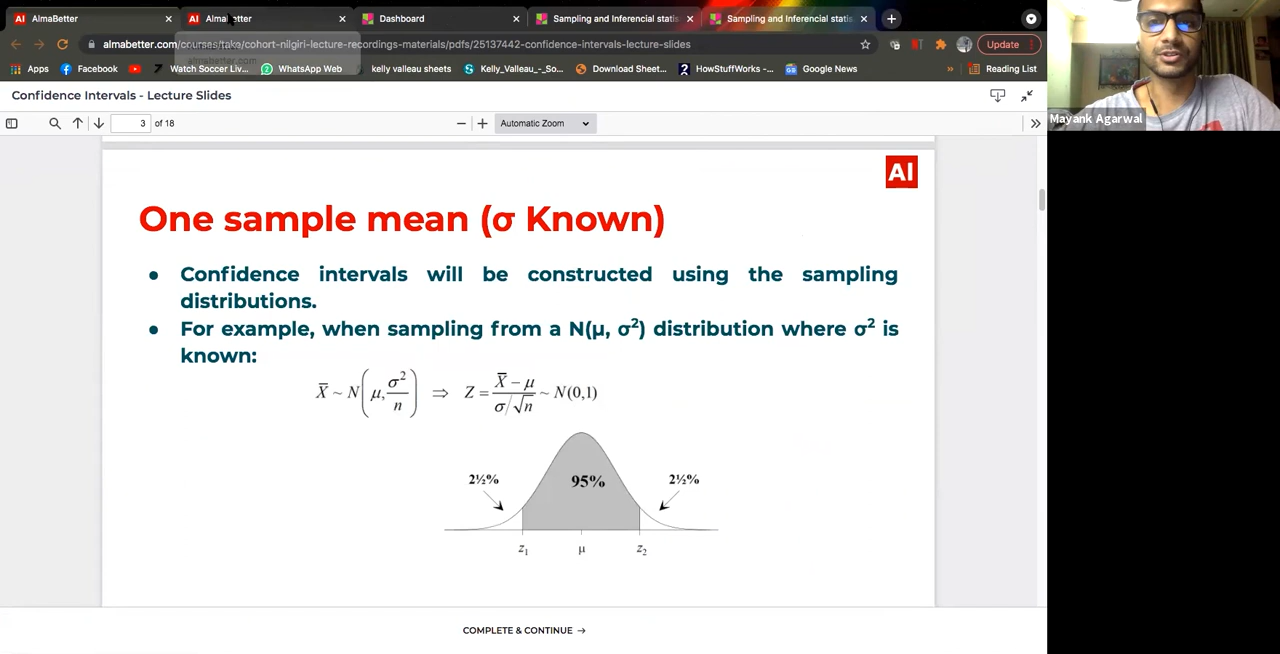 AI AlmaBetter
AI AlmaBetter
Dashboard
Sampling and Inferencial statis
Sampling and Inferencial statis
almabetter.com/courses/take/cohort-nilgiri-lecture-recordings-materials/pdfs/25137442-confidence-intervals-lecture-slides
Update
Apps
Facebook
Watch Soccer Liv...
WhatsApp Web
kelly valleau sheets
Kelly_Valleau_-_So...
Download Sheet...
HowStuffWorks -...
Google News
»
Reading List
Confidence Intervals - Lecture Slides
3 of 18
Automatic Zoom
Mayank Agarwal
AI
One sample mean (σ Known)
● Confidence intervals will be constructed using the sampling
distributions.
● For example, when sampling from a N(μ, σ²) distribution where σ² is
known:
X̄ ~ N(μ, σ²/n) ⇒ Z = (X̄ − μ)/(σ/√n) ~ N(0,1)
2½%
95%
2½%
z₁
μ
z₂
COMPLETE & CONTINUE →